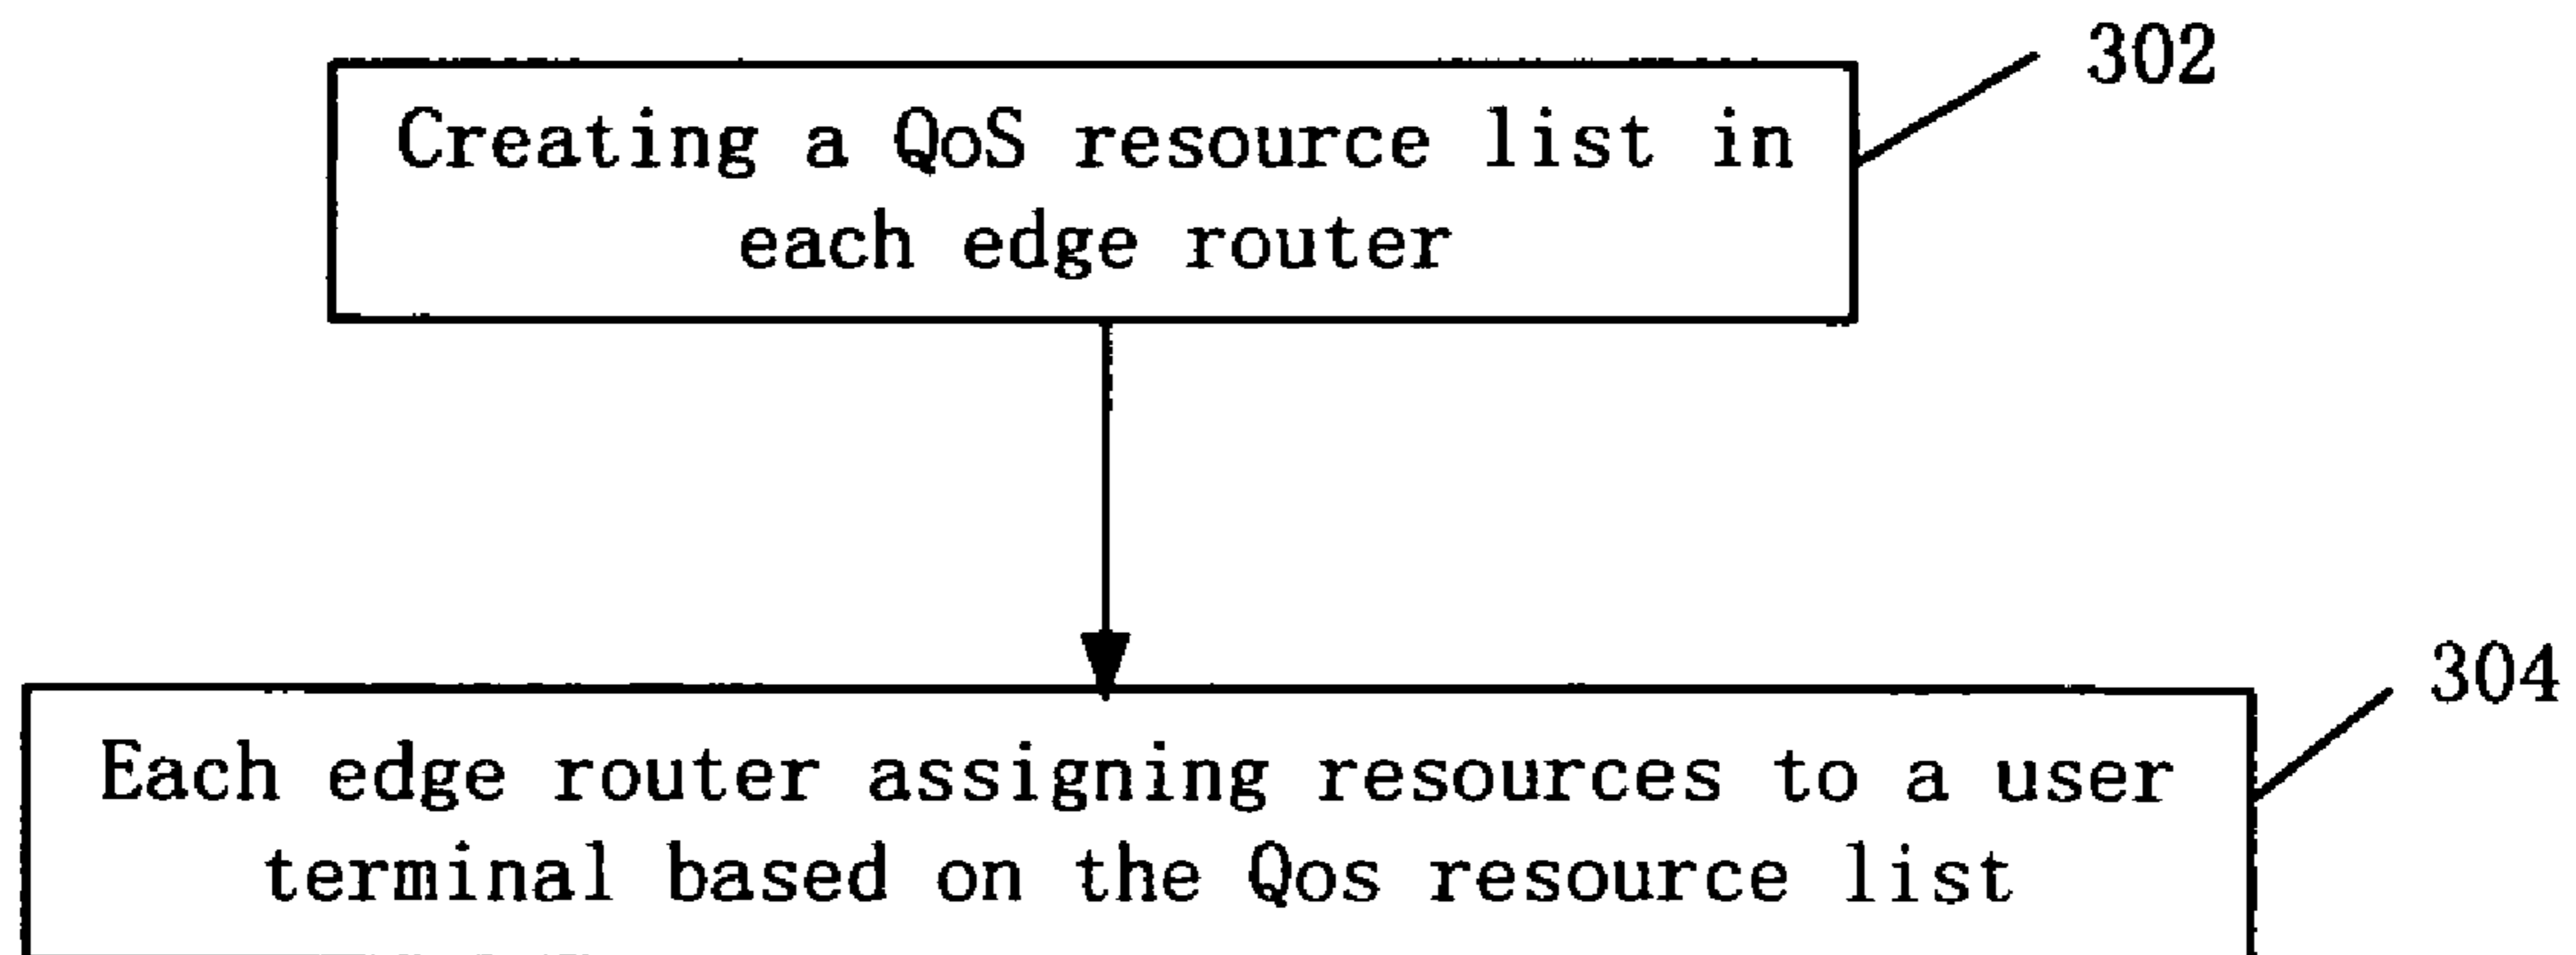 302
Creating a QoS resource list in
each edge router
304
Each edge router assigning resources to a user
terminal based on the Qos resource list